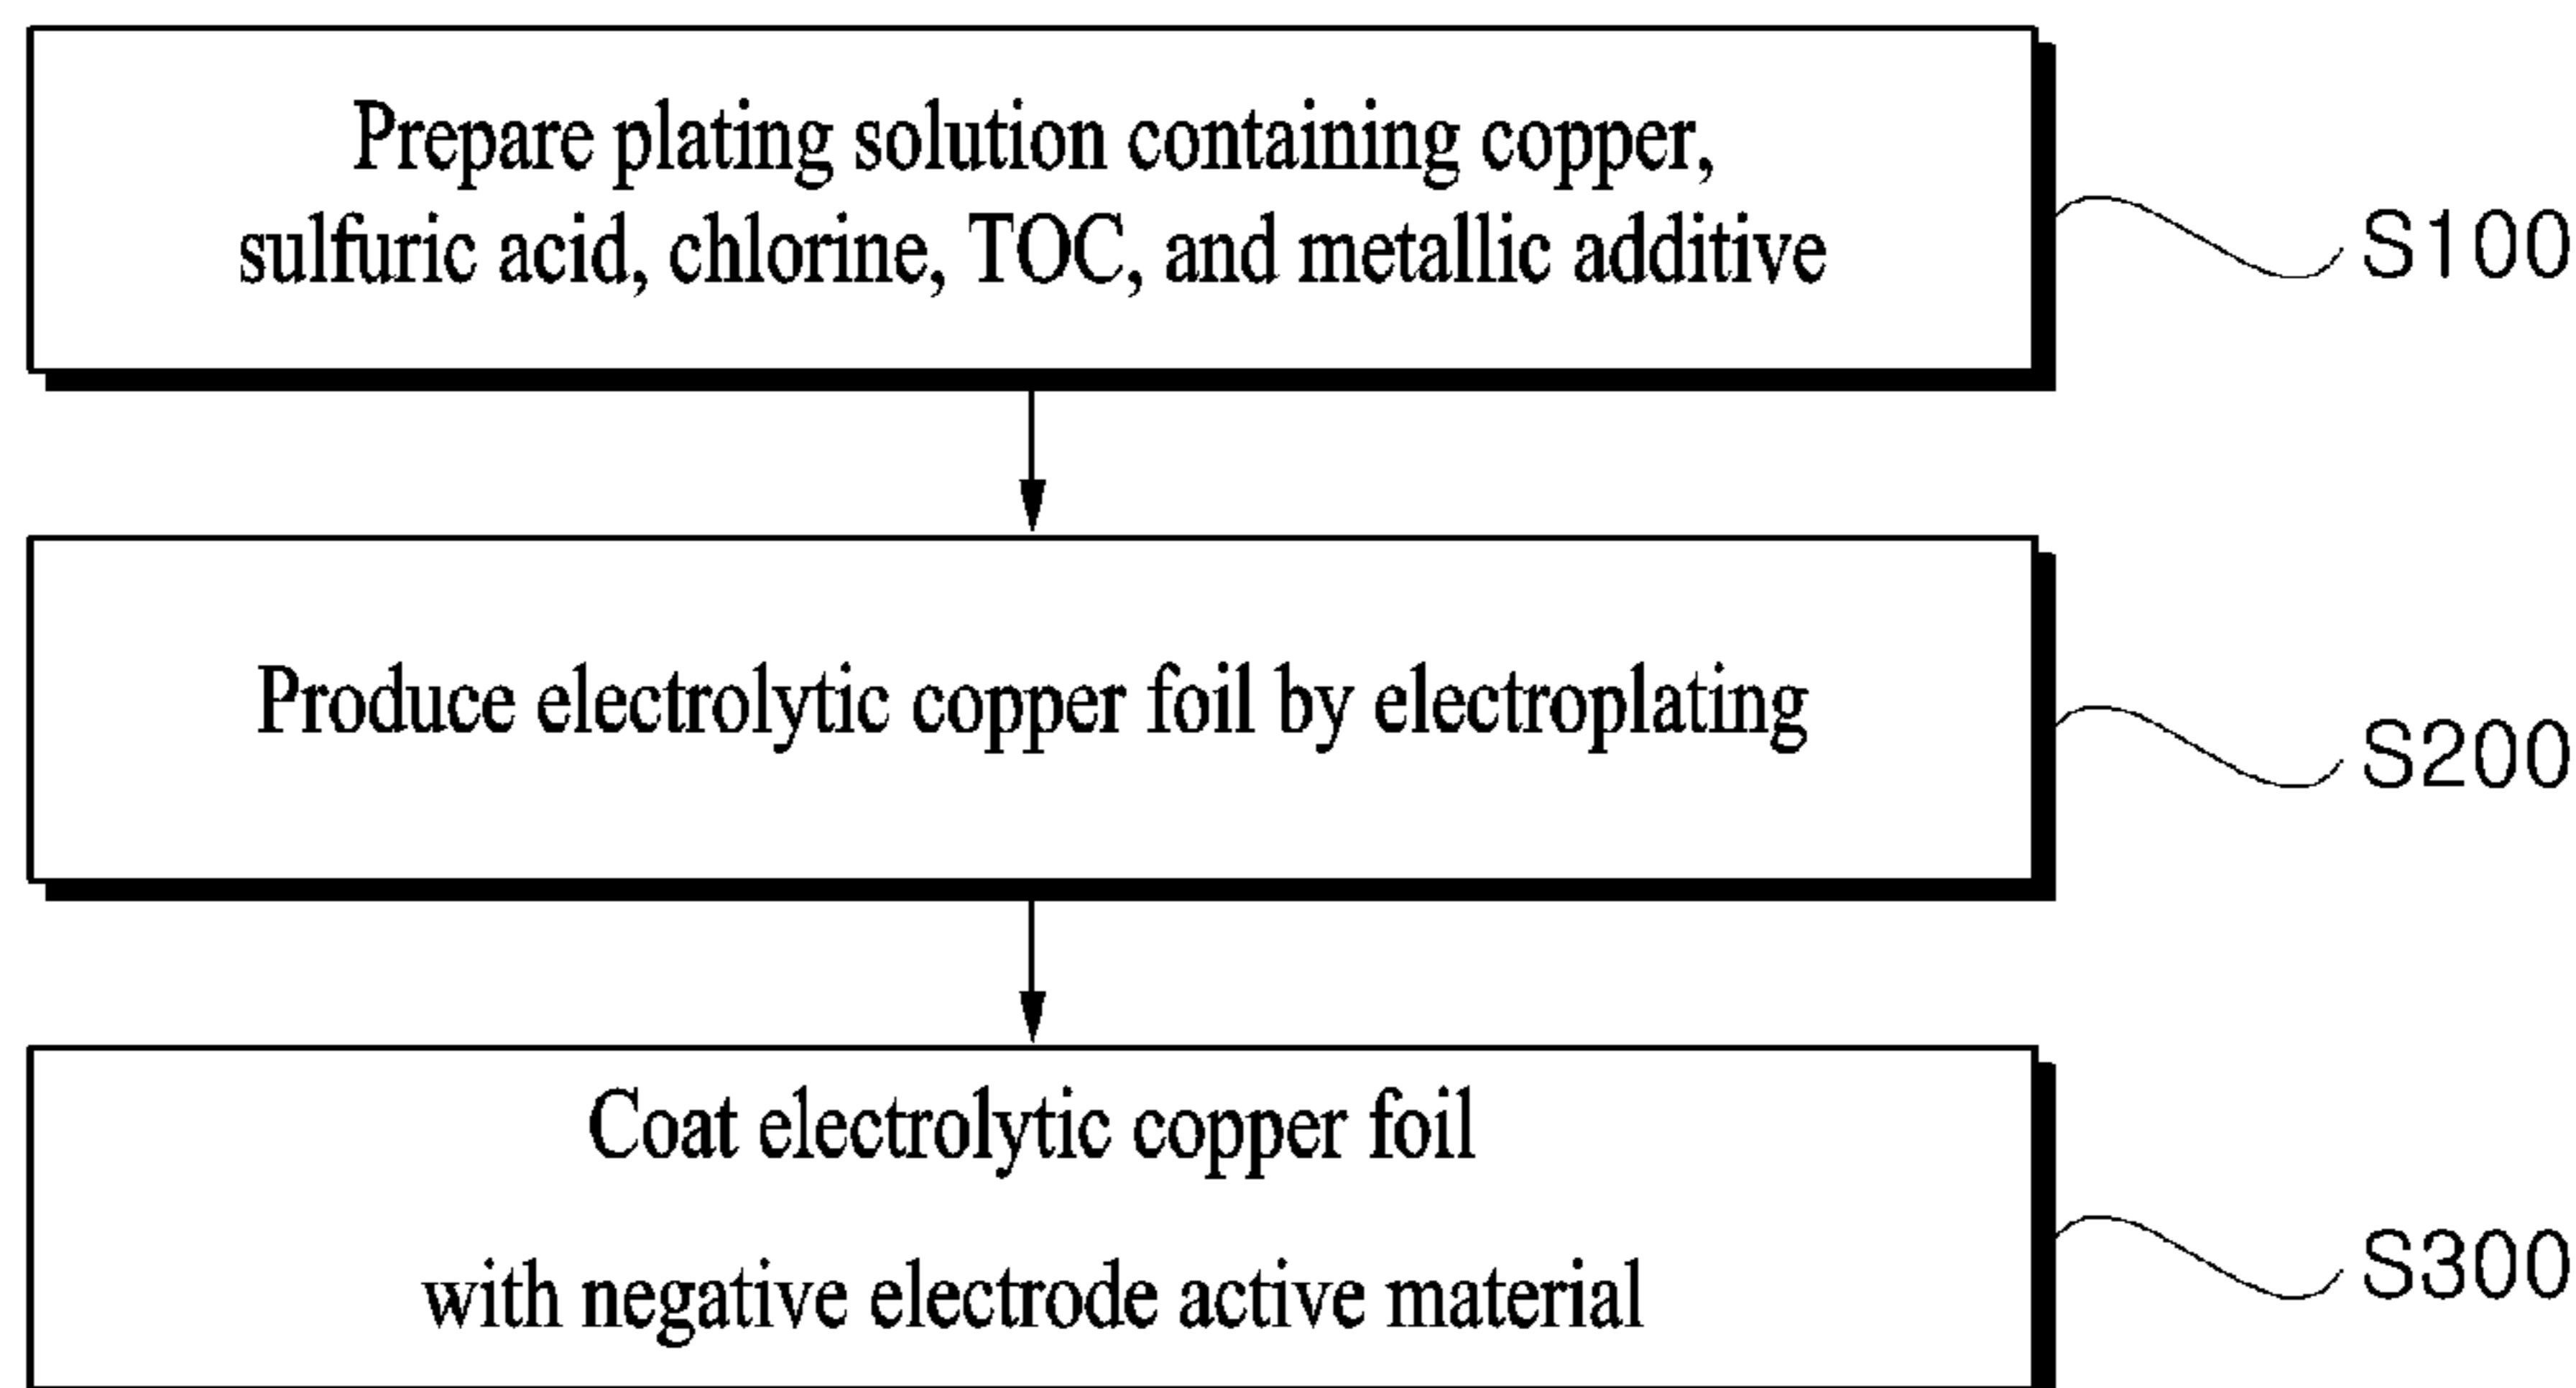 Prepare plating solution containing copper,
sulfuric acid, chlorine, TOC, and metallic additive
S100
Produce electrolytic copper foil by electroplating
S200
Coat electrolytic copper foil
with negative electrode active material
S300